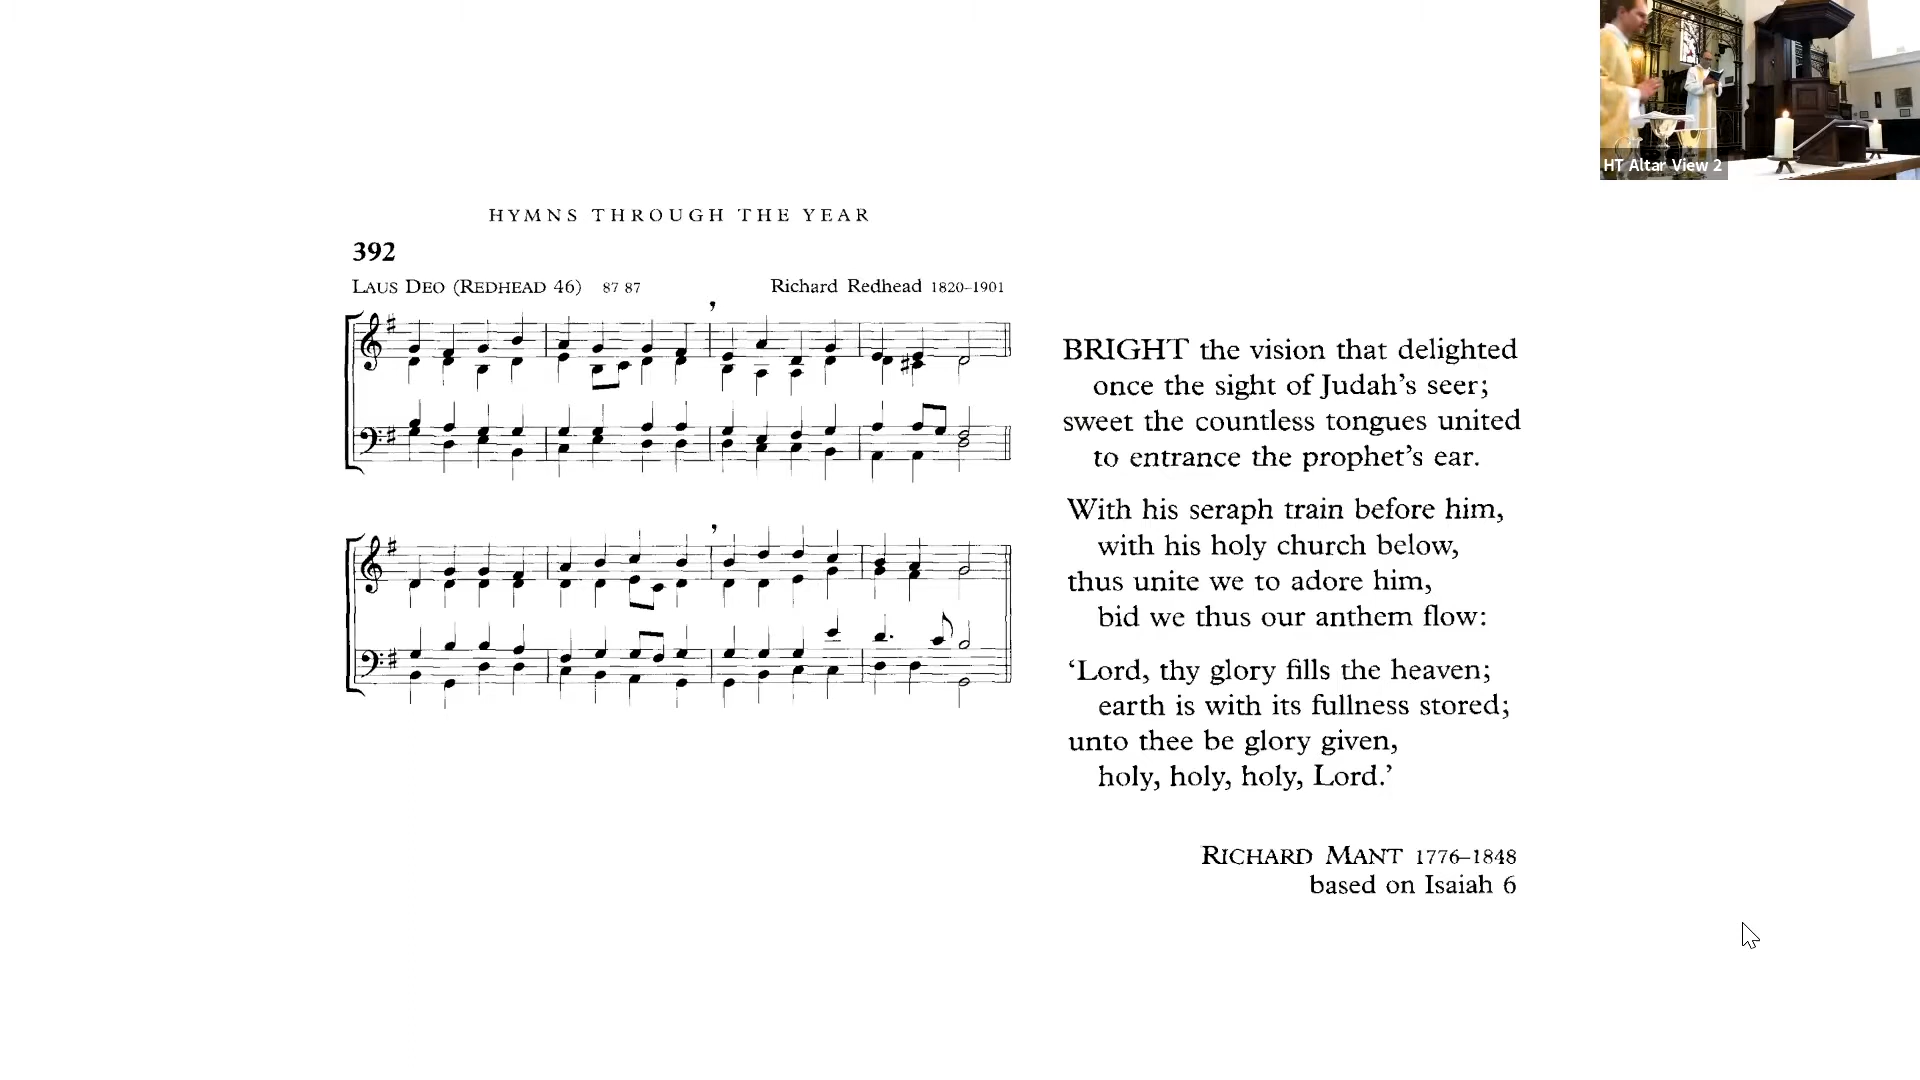 HT Altar View 2
HYMNS THROUGH THE YEAR
392
LAUS DEO (REDHEAD 46) 87 87 Richard Redhead 1820–1901
BRIGHT the vision that delighted
once the sight of Judah's seer;
sweet the countless tongues united
to entrance the prophet's ear.
With his seraph train before him,
with his holy church below,
thus unite we to adore him,
bid we thus our anthem flow:
‘Lord, thy glory fills the heaven;
earth is with its fullness stored;
unto thee be glory given,
holy, holy, holy, Lord.’
RICHARD MANT 1776–1848
based on Isaiah 6